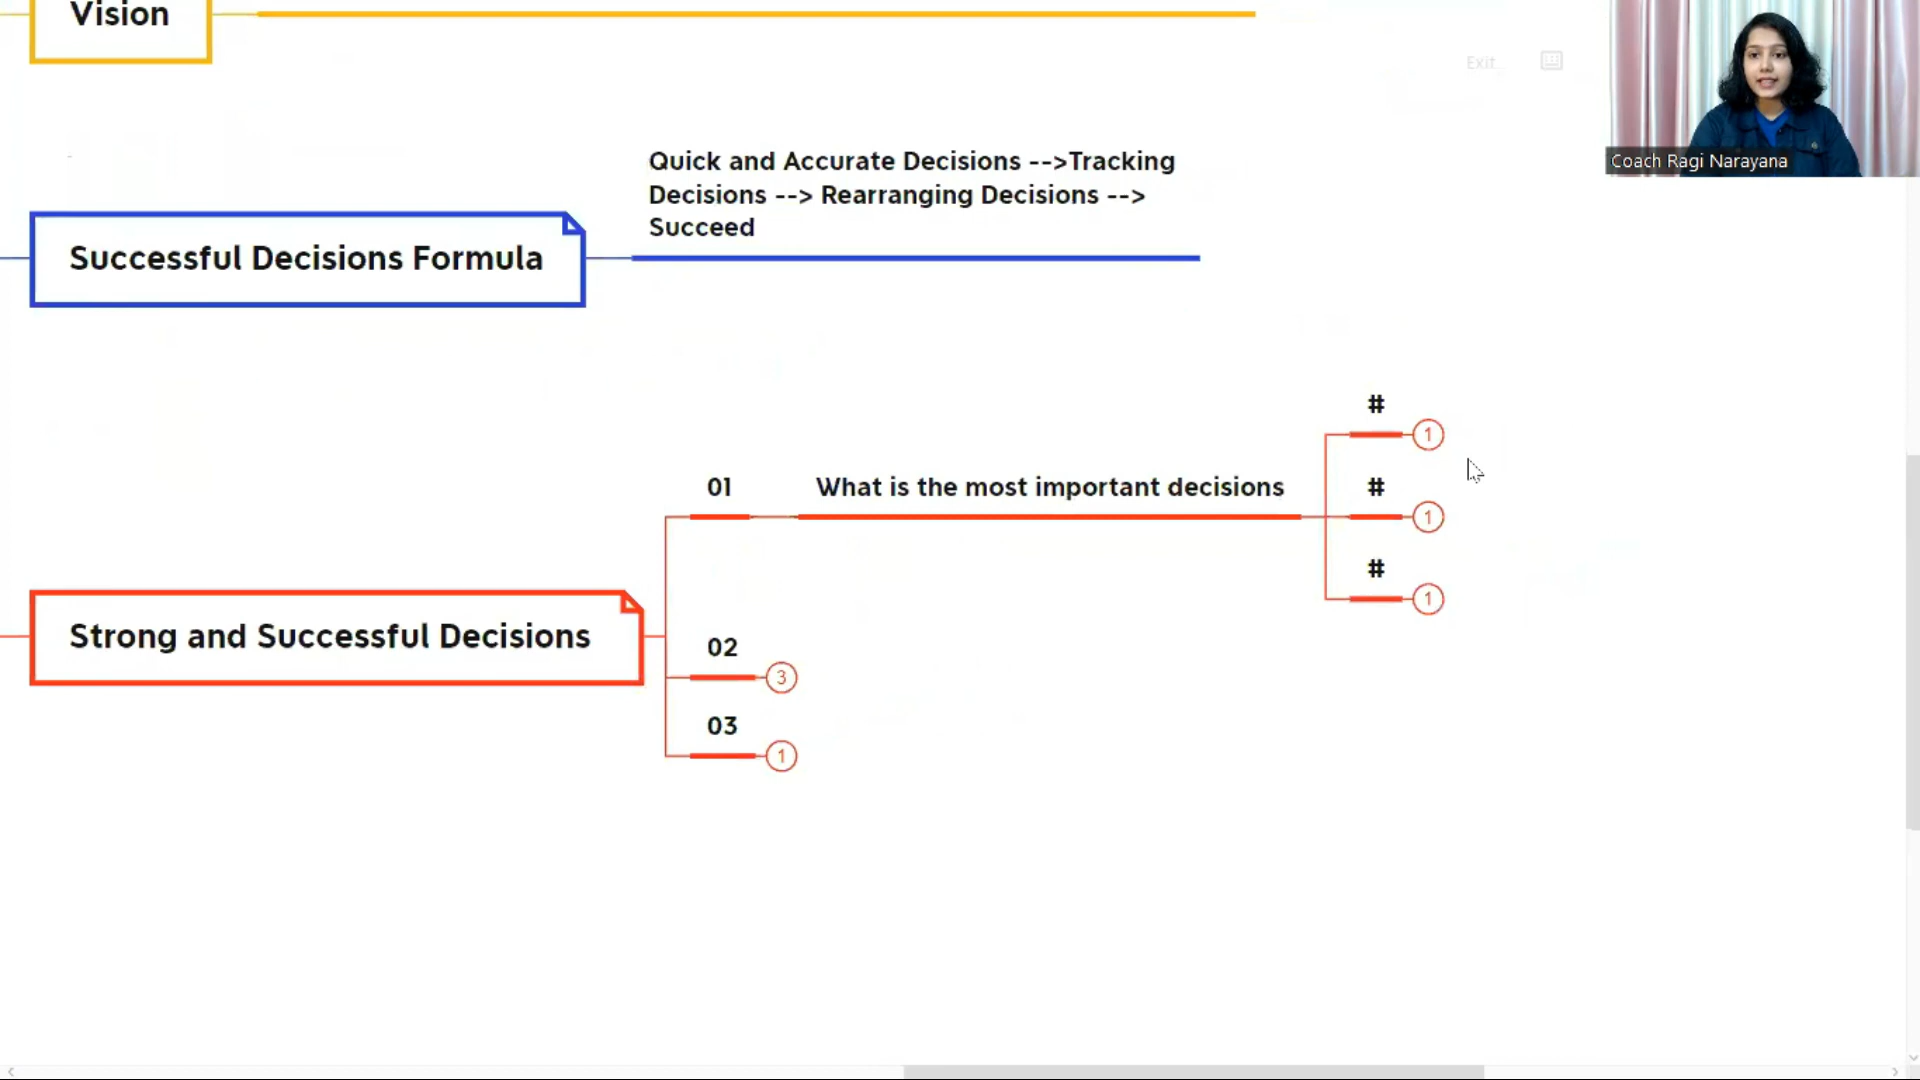 Vision
Exit
Coach Ragi Narayana
Quick and Accurate Decisions -->Tracking
Decisions --> Rearranging Decisions -->
Succeed
Successful Decisions Formula
#
1
01
What is the most important decisions
#
1
#
1
Strong and Successful Decisions
02
3
03
1